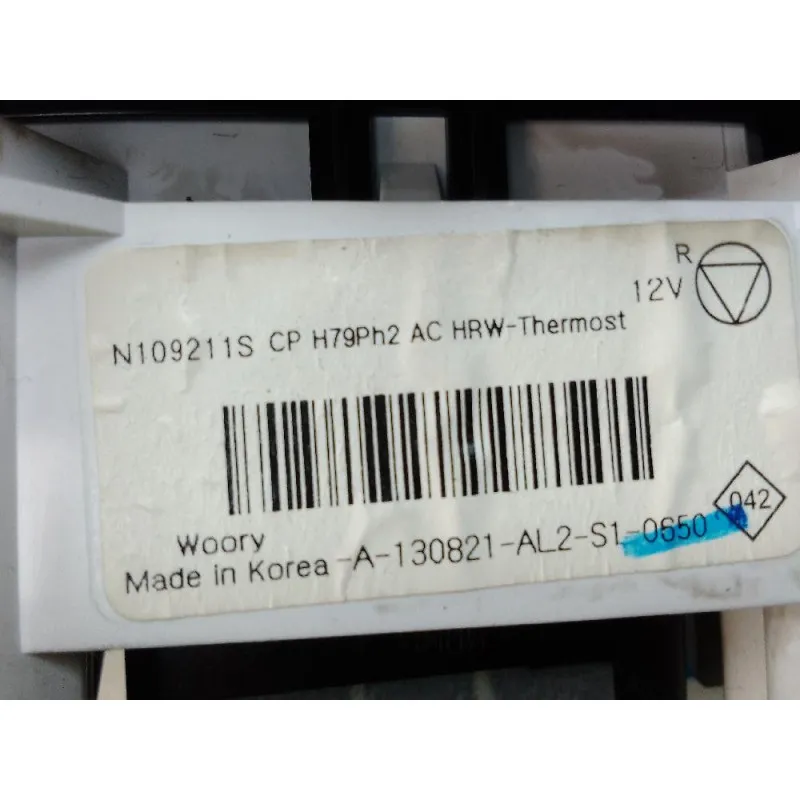 R
12V
N109211S CP H79Ph2 AC HRW-Thermost
042
Woory
Made in Korea -A-130821-AL2-S1-0650